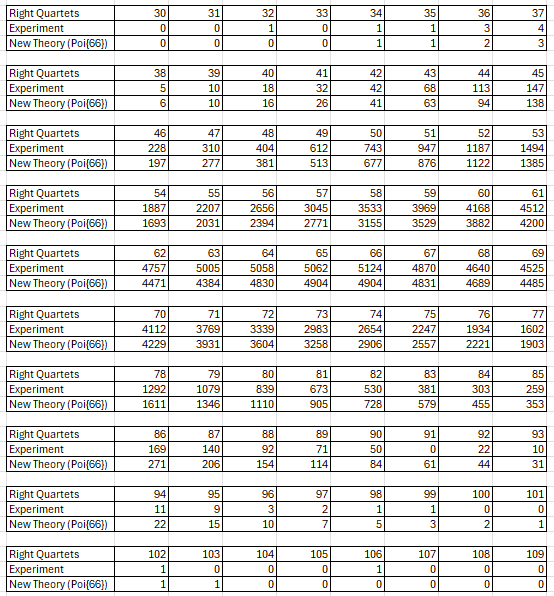 Right Quartets 30 31 32 33 34 35 36 37
Experiment 0 0 1 0 1 1 3 4
New Theory (Poi{66}) 0 0 0 0 1 1 2 3
Right Quartets 38 39 40 41 42 43 44 45
Experiment 5 10 18 32 42 68 113 147
New Theory (Poi{66}) 6 10 16 26 41 63 94 138
Right Quartets 46 47 48 49 50 51 52 53
Experiment 228 310 404 612 743 947 1187 1494
New Theory (Poi{66}) 197 277 381 513 677 876 1122 1385
Right Quartets 54 55 56 57 58 59 60 61
Experiment 1887 2207 2656 3045 3533 3969 4168 4512
New Theory (Poi{66}) 1693 2031 2394 2771 3155 3529 3882 4200
Right Quartets 62 63 64 65 66 67 68 69
Experiment 4757 5005 5058 5062 5124 4870 4640 4525
New Theory (Poi{66}) 4471 4384 4830 4904 4904 4831 4689 4485
Right Quartets 70 71 72 73 74 75 76 77
Experiment 4112 3769 3339 2983 2654 2247 1934 1602
New Theory (Poi{66}) 4229 3931 3604 3258 2906 2557 2221 1903
Right Quartets 78 79 80 81 82 83 84 85
Experiment 1292 1079 839 673 530 381 303 259
New Theory (Poi{66}) 1611 1346 1110 905 728 579 455 353
Right Quartets 86 87 88 89 90 91 92 93
Experiment 169 140 92 71 50 0 22 10
New Theory (Poi{66}) 271 206 154 114 84 61 44 31
Right Quartets 94 95 96 97 98 99 100 101
Experiment 11 9 3 2 1 1 0 0
New Theory (Poi{66}) 22 15 10 7 5 3 2 1
Right Quartets 102 103 104 105 106 107 108 109
Experiment 1 0 0 0 1 0 0 0
New Theory (Poi{66}) 1 1 0 0 0 0 0 0